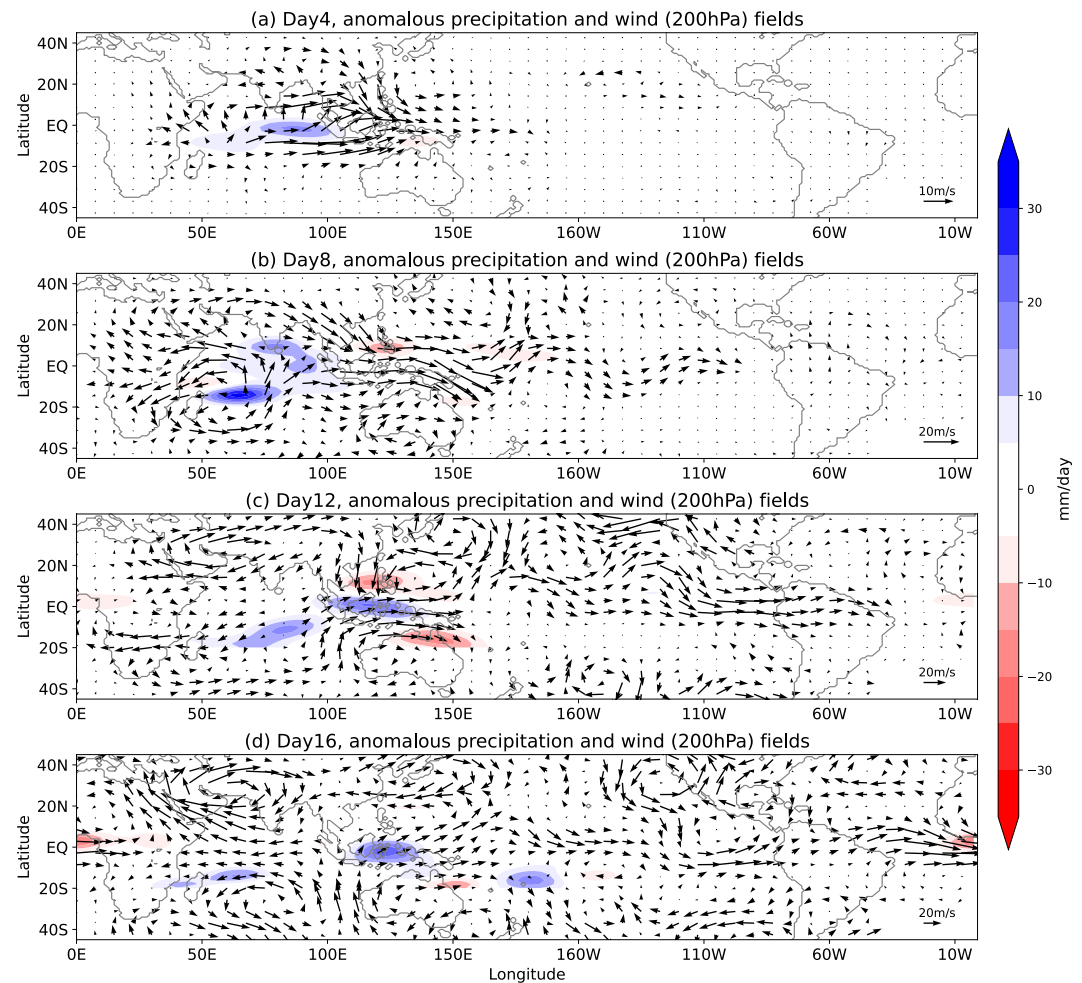 (a) Day4, anomalous precipitation and wind (200hPa) fields
40N
20N
EQ
20S
40S
Latitude
10m/s
0E 50E 100E 150E 160W 110W 60W 10W
(b) Day8, anomalous precipitation and wind (200hPa) fields
40N
20N
EQ
20S
40S
Latitude
20m/s
0E 50E 100E 150E 160W 110W 60W 10W
(c) Day12, anomalous precipitation and wind (200hPa) fields
40N
20N
EQ
20S
40S
Latitude
20m/s
0E 50E 100E 150E 160W 110W 60W 10W
(d) Day16, anomalous precipitation and wind (200hPa) fields
40N
20N
EQ
20S
40S
Latitude
20m/s
0E 50E 100E 150E 160W 110W 60W 10W
Longitude
30
20
10
0
−10
−20
−30
mm/day